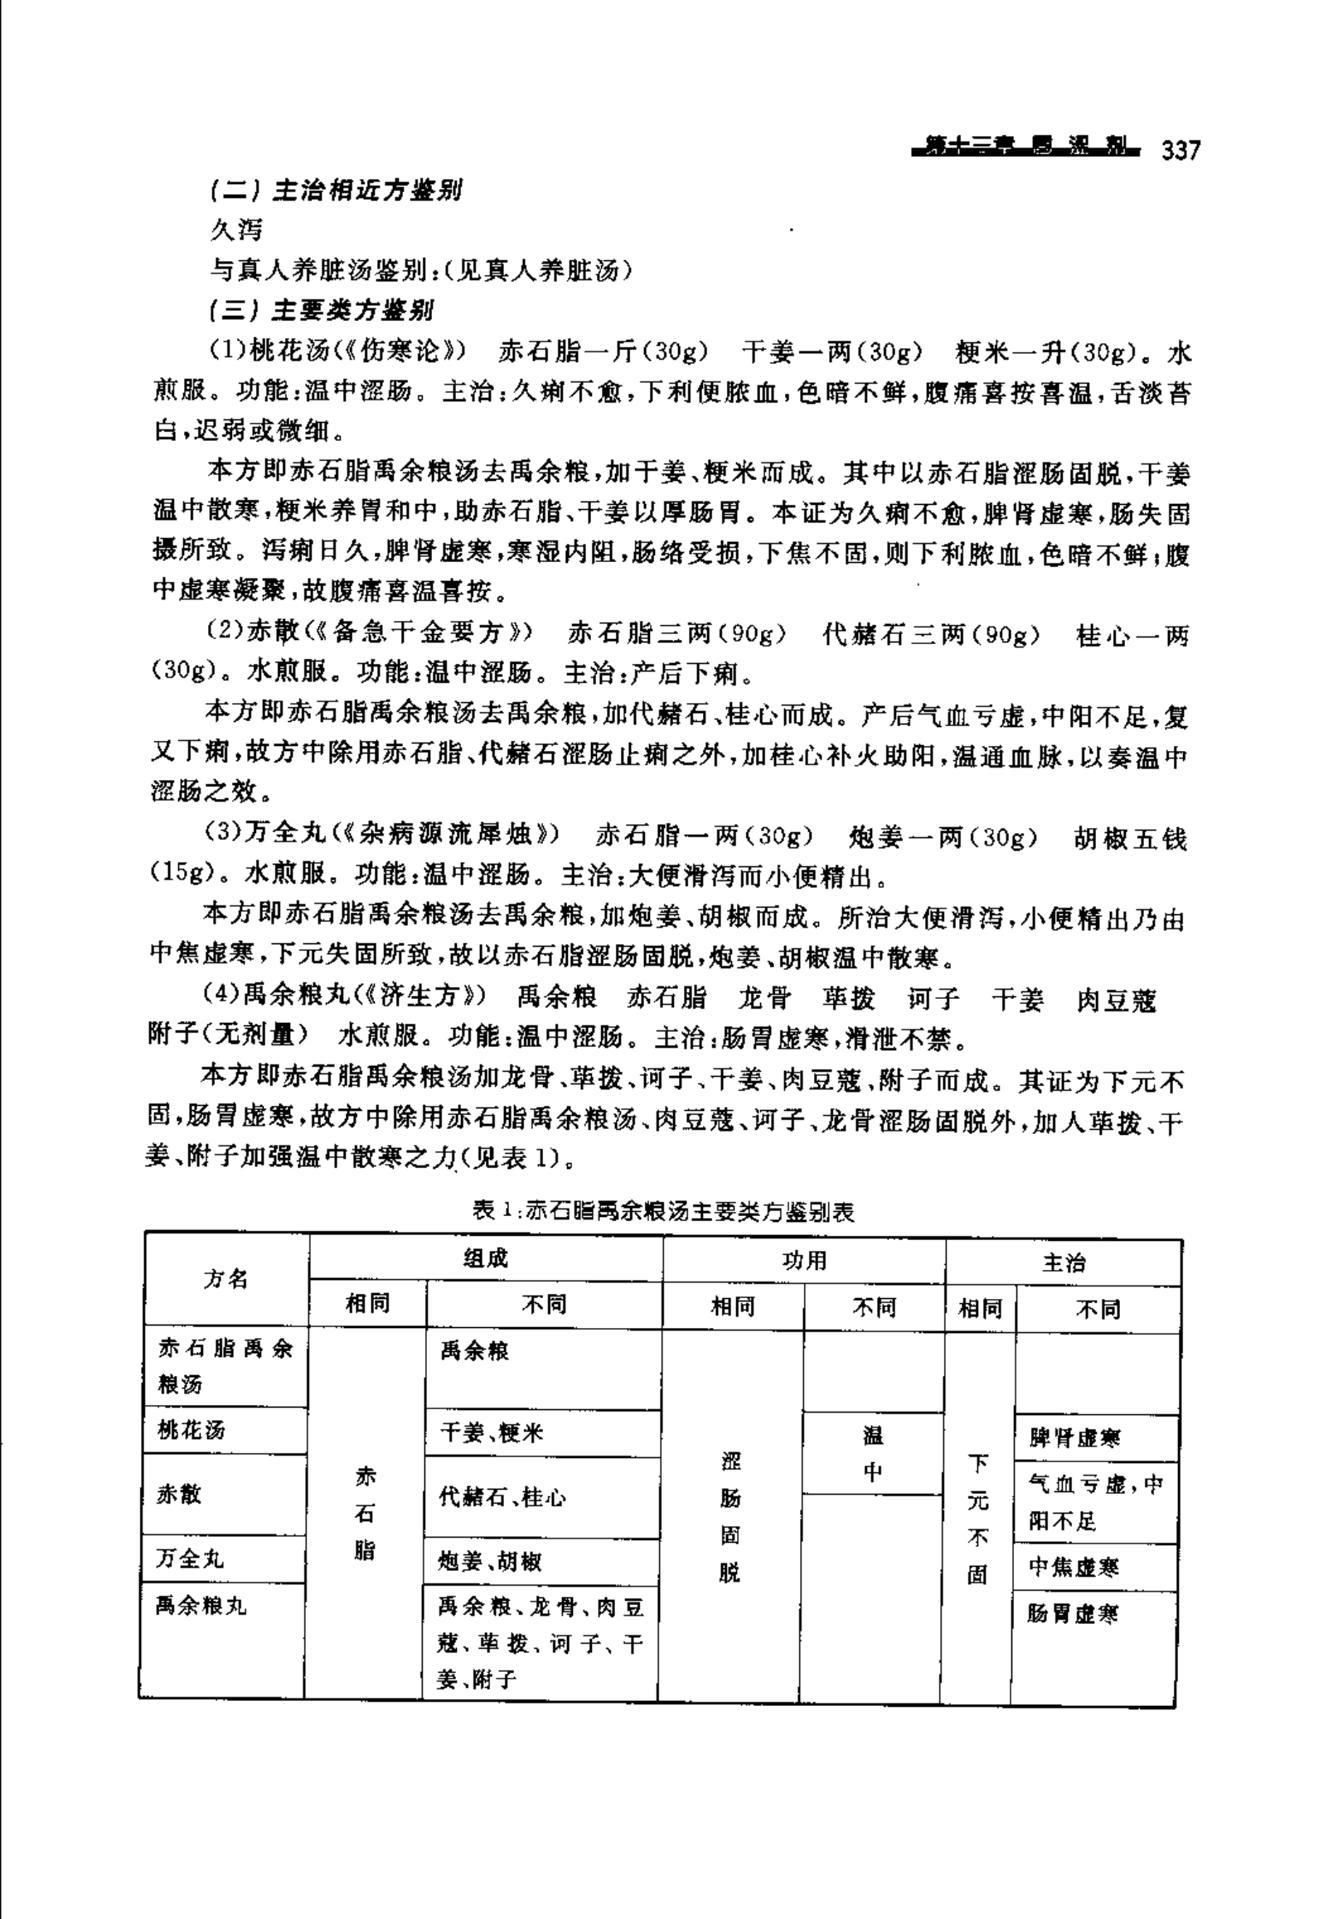 第十三章 固涩剂 337
(二) 主治相近方鉴别
久泻
与真人养脏汤鉴别:(见真人养脏汤)
(三) 主要类方鉴别
(1)桃花汤(《伤寒论》) 赤石脂一斤(30g) 干姜一两(30g) 粳米一升(30g)。水
煎服。功能:温中涩肠。主治:久痢不愈,下利便脓血,色暗不鲜,腹痛喜按喜温,舌淡苔
白,迟弱或微细。
本方即赤石脂禹余粮汤去禹余粮,加干姜、粳米而成。其中以赤石脂涩肠固脱,干姜
温中散寒,粳米养胃和中,助赤石脂、干姜以厚肠胃。本证为久痢不愈,脾肾虚寒,肠失固
摄所致。泻痢日久,脾肾虚寒,寒湿内阻,肠络受损,下焦不固,则下利脓血,色暗不鲜;腹
中虚寒凝聚,故腹痛喜温喜按。
(2)赤散(《备急千金要方》) 赤石脂三两(90g) 代赭石三两(90g) 桂心一两
(30g)。水煎服。功能:温中涩肠。主治:产后下痢。
本方即赤石脂禹余粮汤去禹余粮,加代赭石、桂心而成。产后气血亏虚,中阳不足,复
又下痢,故方中除用赤石脂、代赭石涩肠止痢之外,加桂心补火助阳,温通血脉,以奏温中
涩肠之效。
(3)万全丸(《杂病源流犀烛》) 赤石脂一两(30g) 炮姜一两(30g) 胡椒五钱
(15g)。水煎服。功能:温中涩肠。主治:大便滑泻而小便精出。
本方即赤石脂禹余粮汤去禹余粮,加炮姜、胡椒而成。所治大便滑泻,小便精出乃由
中焦虚寒,下元失固所致,故以赤石脂涩肠固脱,炮姜、胡椒温中散寒。
(4)禹余粮丸(《济生方》) 禹余粮 赤石脂 龙骨 荜拨 诃子 干姜 肉豆蔻
附子(无剂量) 水煎服。功能:温中涩肠。主治:肠胃虚寒,滑泄不禁。
本方即赤石脂禹余粮汤加龙骨、荜拨、诃子、干姜、肉豆蔻、附子而成。其证为下元不
固,肠胃虚寒,故方中除用赤石脂禹余粮汤、肉豆蔻、诃子、龙骨涩肠固脱外,加人荜拨、干
姜、附子加强温中散寒之力(见表1)。
表1:赤石脂禹余粮汤主要类方鉴别表
方名 组成 功用 主治
相同 不同 相同 不同 相同 不同
赤石脂禹余
粮汤
禹余粮
桃花汤 干姜、粳米 脾肾虚寒
赤散 代赭石、桂心 气血亏虚,中
阳不足
万全丸 炮姜、胡椒 中焦虚寒
禹余粮丸 禹余粮、龙骨、肉豆
蔻、荜拨、诃子、干
姜、附子
肠胃虚寒
赤石脂
涩肠固脱
温中
下元不固